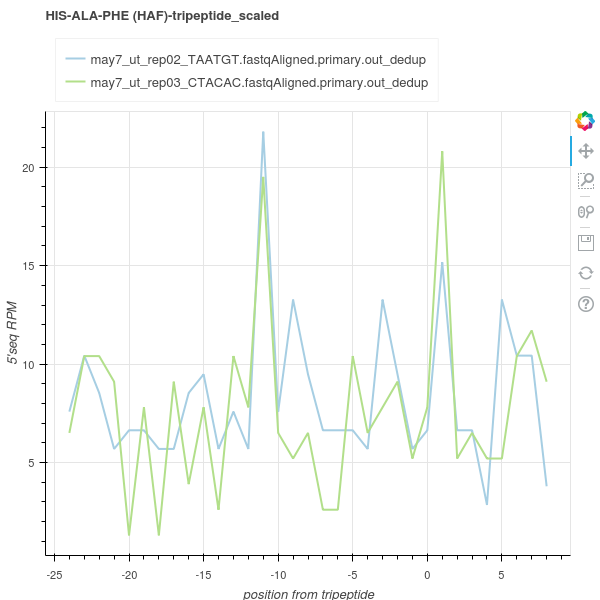 HIS-ALA-PHE (HAF)-tripeptide_scaled
may7_ut_rep02_TAATGT.fastqAligned.primary.out_dedup
may7_ut_rep03_CTACAC.fastqAligned.primary.out_dedup
20
15
10
5
5'seq RPM
-25 -20 -15 -10 -5 0 5
position from tripeptide